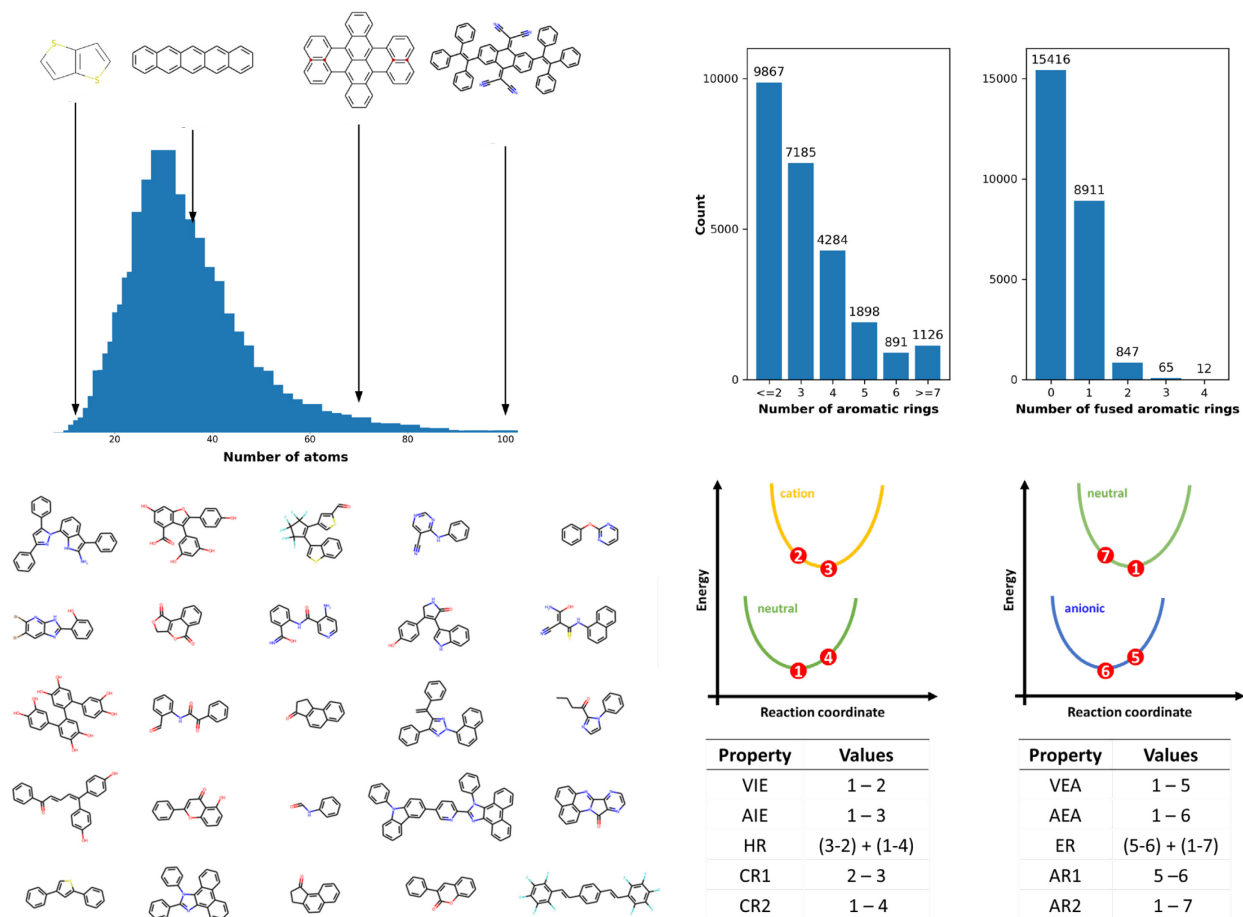 S
S
N N
N N
20 40 60 80 100
Number of atoms
Count
10000
5000
0
9867
7185
4284
1898
891
1126
<=2 3 4 5 6 >=7
Number of aromatic rings
15000
10000
5000
0
15416
8911
847
65
12
0 1 2 3 4
Number of fused aromatic rings
Energy
cation
2
3
neutral
1
4
Reaction coordinate
Energy
neutral
7
1
anionic
6
5
Reaction coordinate
Property Values
VIE 1 – 2
AIE 1 – 3
HR (3-2) + (1-4)
CR1 2 – 3
CR2 1 – 4
Property Values
VEA 1 – 5
AEA 1 – 6
ER (5-6) + (1-7)
AR1 5 –6
AR2 1 – 7